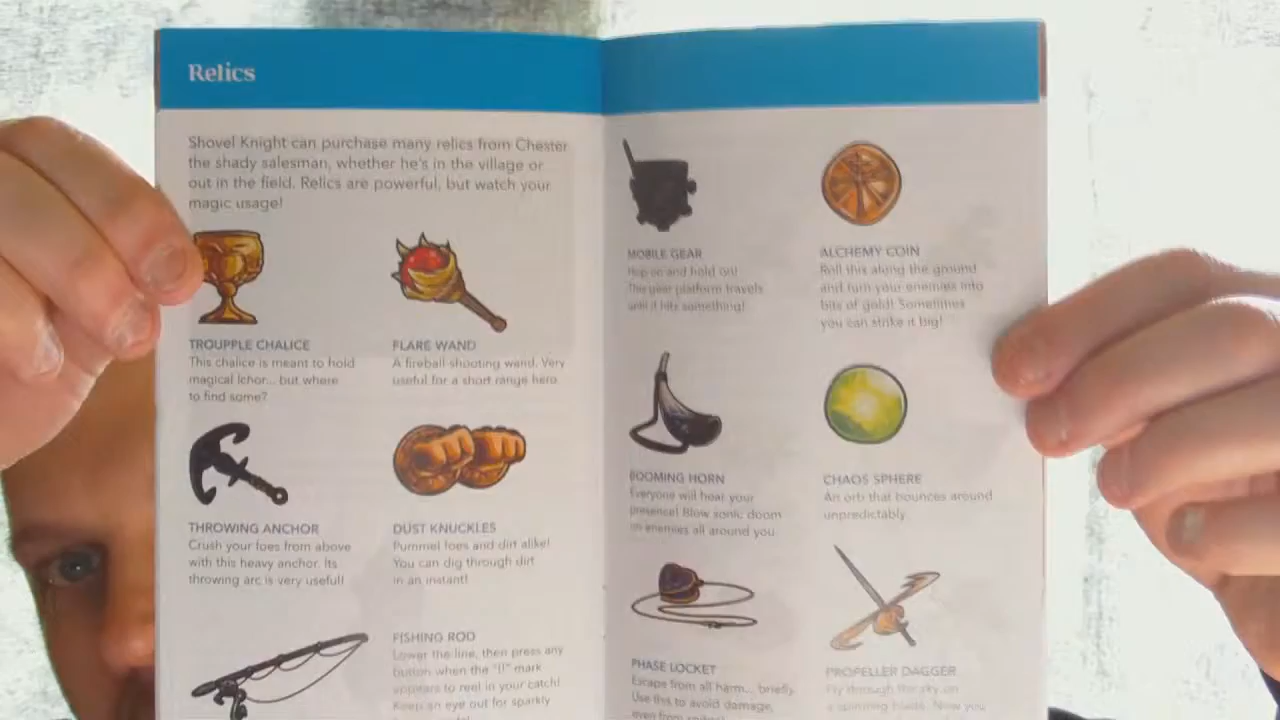 Relics
Shovel Knight can purchase many relics from Chester
the shady salesman, whether he's in the village or
out in the field. Relics are powerful, but watch your
magic usage!
TROUPPLE CHALICE
This chalice is meant to hold
magical Ichor... but where
to find some?
FLARE WAND
A fireball-shooting wand. Very
useful for a short range hero.
THROWING ANCHOR
Crush your foes from above
with this heavy anchor. Its
throwing arc is very useful!
DUST KNUCKLES
Pummel foes and dirt alike!
You can dig through dirt
in an instant!
FISHING ROD
Lower the line, then press any
button when the "!!" mark
appears to reel in your catch!
Keep an eye out for sparkly
MOBILE GEAR
Hop on and hold on!
This gear platform travels
until it hits something!
ALCHEMY COIN
Roll this along the ground
and turn your enemies into
bits of gold! Sometimes
you can strike it big!
BOOMING HORN
Everyone will hear your
presence! Blow sonic doom
on enemies all around you.
CHAOS SPHERE
An orb that bounces around
unpredictably.
PHASE LOCKET
Escape from all harm... briefly.
Use this to avoid damage,
even from spikes!
PROPELLER DAGGER
Fly through the sky on
a spinning blade. Now you